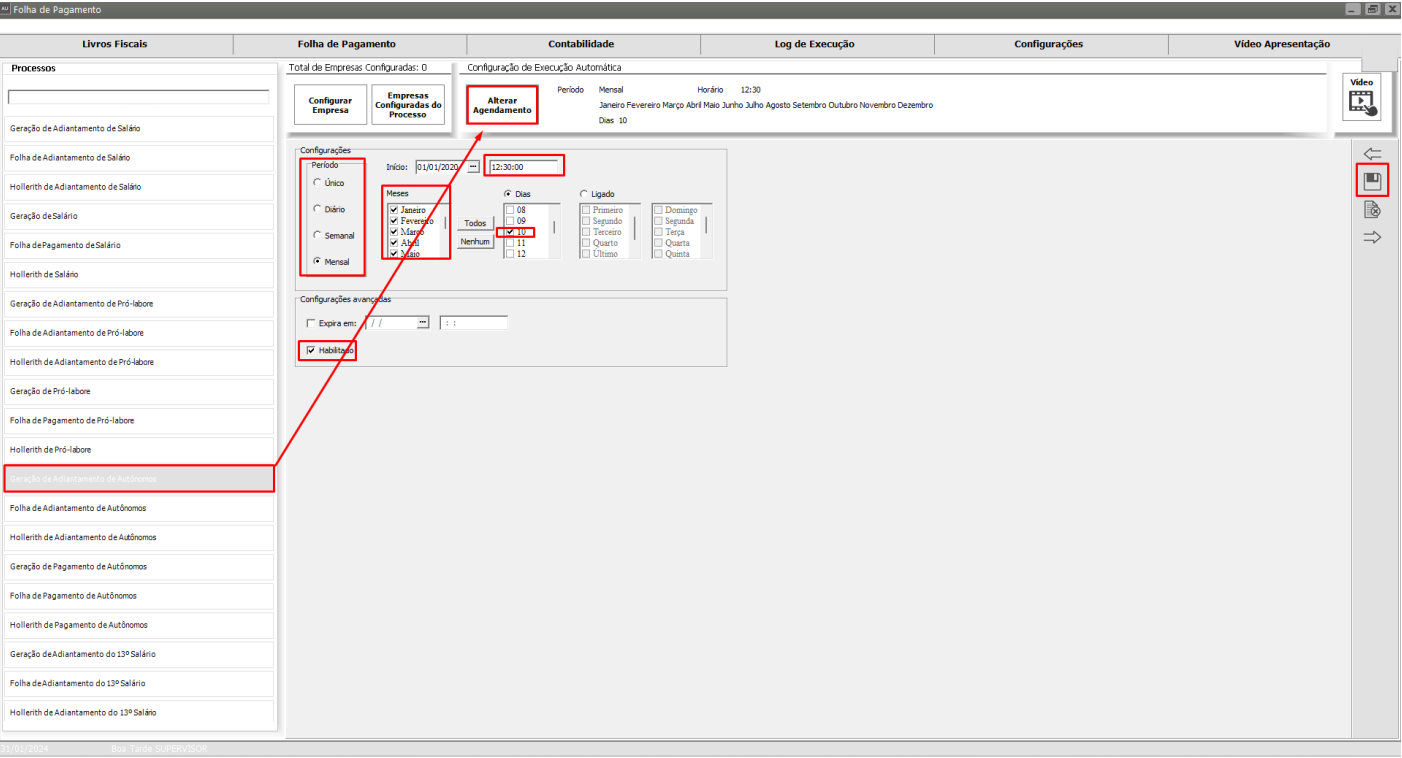 AU Folha de Pagamento
Livros Fiscais
Folha de Pagamento
Contabilidade
Log de Execução
Configurações
Vídeo Apresentação
Processos
Geração de Adiantamento de Salário
Folha de Adiantamento de Salário
Hollerith de Adiantamento de Salário
Geração de Salário
Folha de Pagamento de Salário
Hollerith de Salário
Geração de Adiantamento de Pró-labore
Folha de Adiantamento de Pró-labore
Hollerith de Adiantamento de Pró-labore
Geração de Pró-labore
Folha de Pagamento de Pró-labore
Hollerith de Pró-labore
Geração de Adiantamento de Autônomos
Folha de Adiantamento de Autônomos
Hollerith de Adiantamento de Autônomos
Geração de Pagamento de Autônomos
Folha de Pagamento de Autônomos
Hollerith de Pagamento de Autônomos
Geração de Adiantamento do 13º Salário
Folha de Adiantamento do 13º Salário
Hollerith de Adiantamento do 13º Salário
Total de Empresas Configuradas: 0
Configurar
Empresa
Empresas
Configuradas do
Processo
Configuração de Execução Automática
Alterar
Agendamento
Período Mensal Horário 12:30
Janeiro Fevereiro Março Abril Maio Junho Julho Agosto Setembro Outubro Novembro Dezembro
Dias 10
Vídeo
Configurações
Período
Único
Diário
Semanal
Mensal
Início: 01/01/2020 ... 12:30:00
Meses
Janeiro
Fevereiro
Março
Abril
Maio
Todos
Nenhum
Dias
08
09
10
11
12
Ligado
Primeiro
Segundo
Terceiro
Quarto
Último
Domingo
Segunda
Terça
Quarta
Quinta
Configurações avançadas
Expira em: / / ... : :
Habilitado
31/01/2024 Boa Tarde SUPERVISOR